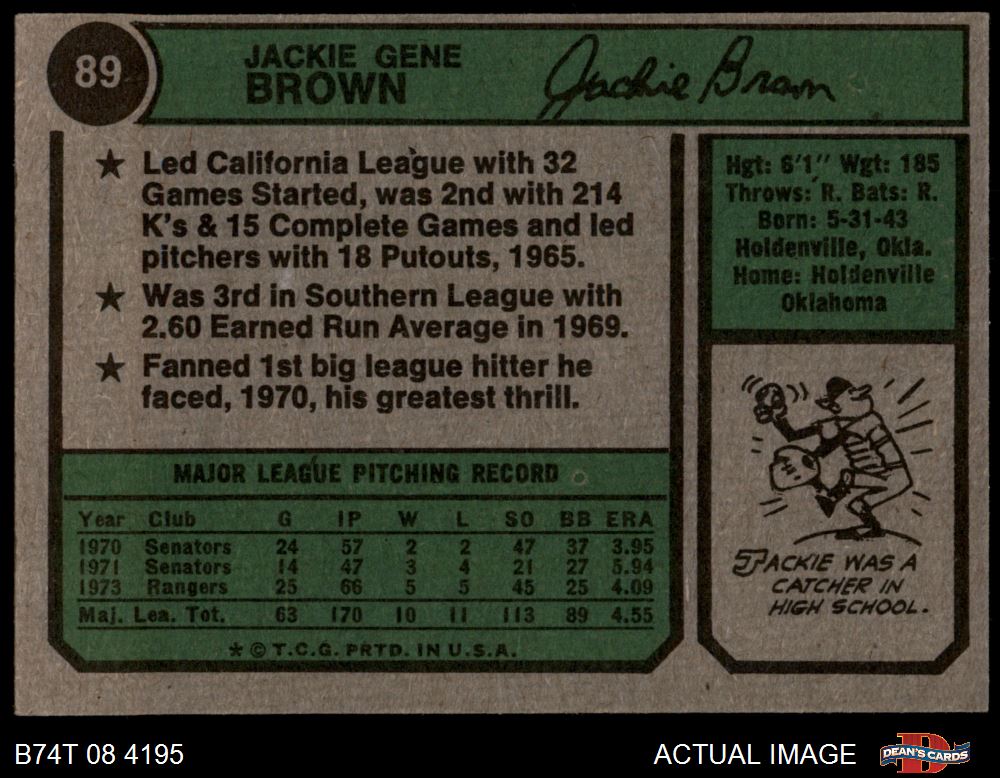 89
JACKIE GENE
BROWN
Jackie Brown
★ Led California League with 32
Games Started, was 2nd with 214
K's & 15 Complete Games and led
pitchers with 18 Putouts, 1965.
★ Was 3rd in Southern League with
2.60 Earned Run Average in 1969.
★ Fanned 1st big league hitter he
faced, 1970, his greatest thrill.
Hgt: 6'1" Wgt: 185
Throws: R. Bats: R.
Born: 5-31-43
Holdenville, Okla.
Home: Holdenville
Oklahoma
MAJOR LEAGUE PITCHING RECORD
Year Club G IP W L SO BB ERA
1970 Senators 24 57 2 2 47 37 3.95
1971 Senators 14 47 3 4 21 27 5.94
1973 Rangers 25 66 5 5 45 25 4.09
Maj. Lea. Tot. 63 170 10 11 113 89 4.55
* © T.C.G. PRTD. IN U.S.A.
JACKIE WAS A
CATCHER IN
HIGH SCHOOL.
B74T 08 4195
ACTUAL IMAGE
D
DEAN'S CARDS